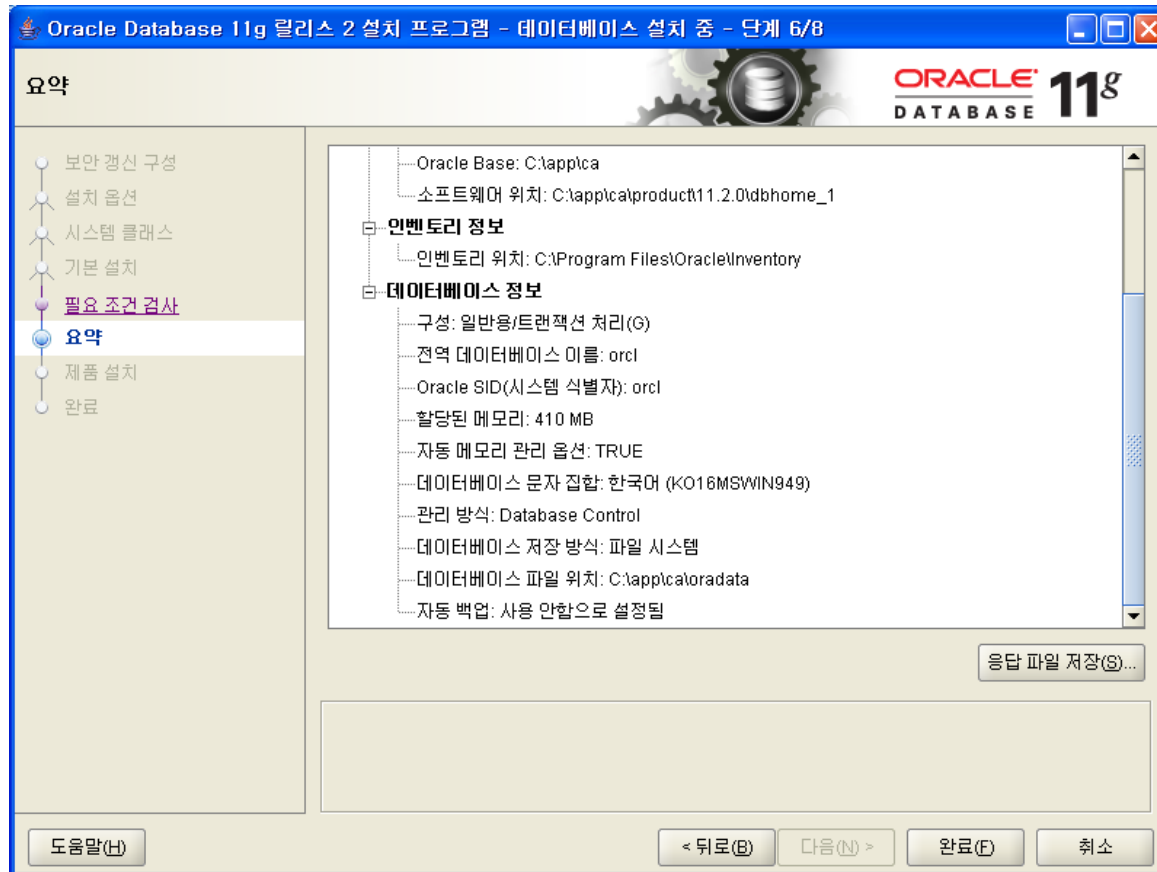 Oracle Database 11g 릴리스 2 설치 프로그램 - 데이터베이스 설치 중 - 단계 6/8
요약
ORACLE DATABASE 11g
보안 갱신 구성
설치 옵션
시스템 클래스
기본 설치
필요 조건 검사
요약
제품 설치
완료
Oracle Base: C:\app\ca
소프트웨어 위치: C:\app\ca\product\11.2.0\dbhome_1
인벤토리 정보
인벤토리 위치: C:\Program Files\Oracle\Inventory
데이터베이스 정보
구성: 일반용/트랜잭션 처리(G)
전역 데이터베이스 이름: orcl
Oracle SID(시스템 식별자): orcl
할당된 메모리: 410 MB
자동 메모리 관리 옵션: TRUE
데이터베이스 문자 집합: 한국어 (KO16MSWIN949)
관리 방식: Database Control
데이터베이스 저장 방식: 파일 시스템
데이터베이스 파일 위치: C:\app\ca\oradata
자동 백업: 사용 안함으로 설정됨
응답 파일 저장(S)...
도움말(H)
< 뒤로(B)
다음(N) >
완료(F)
취소